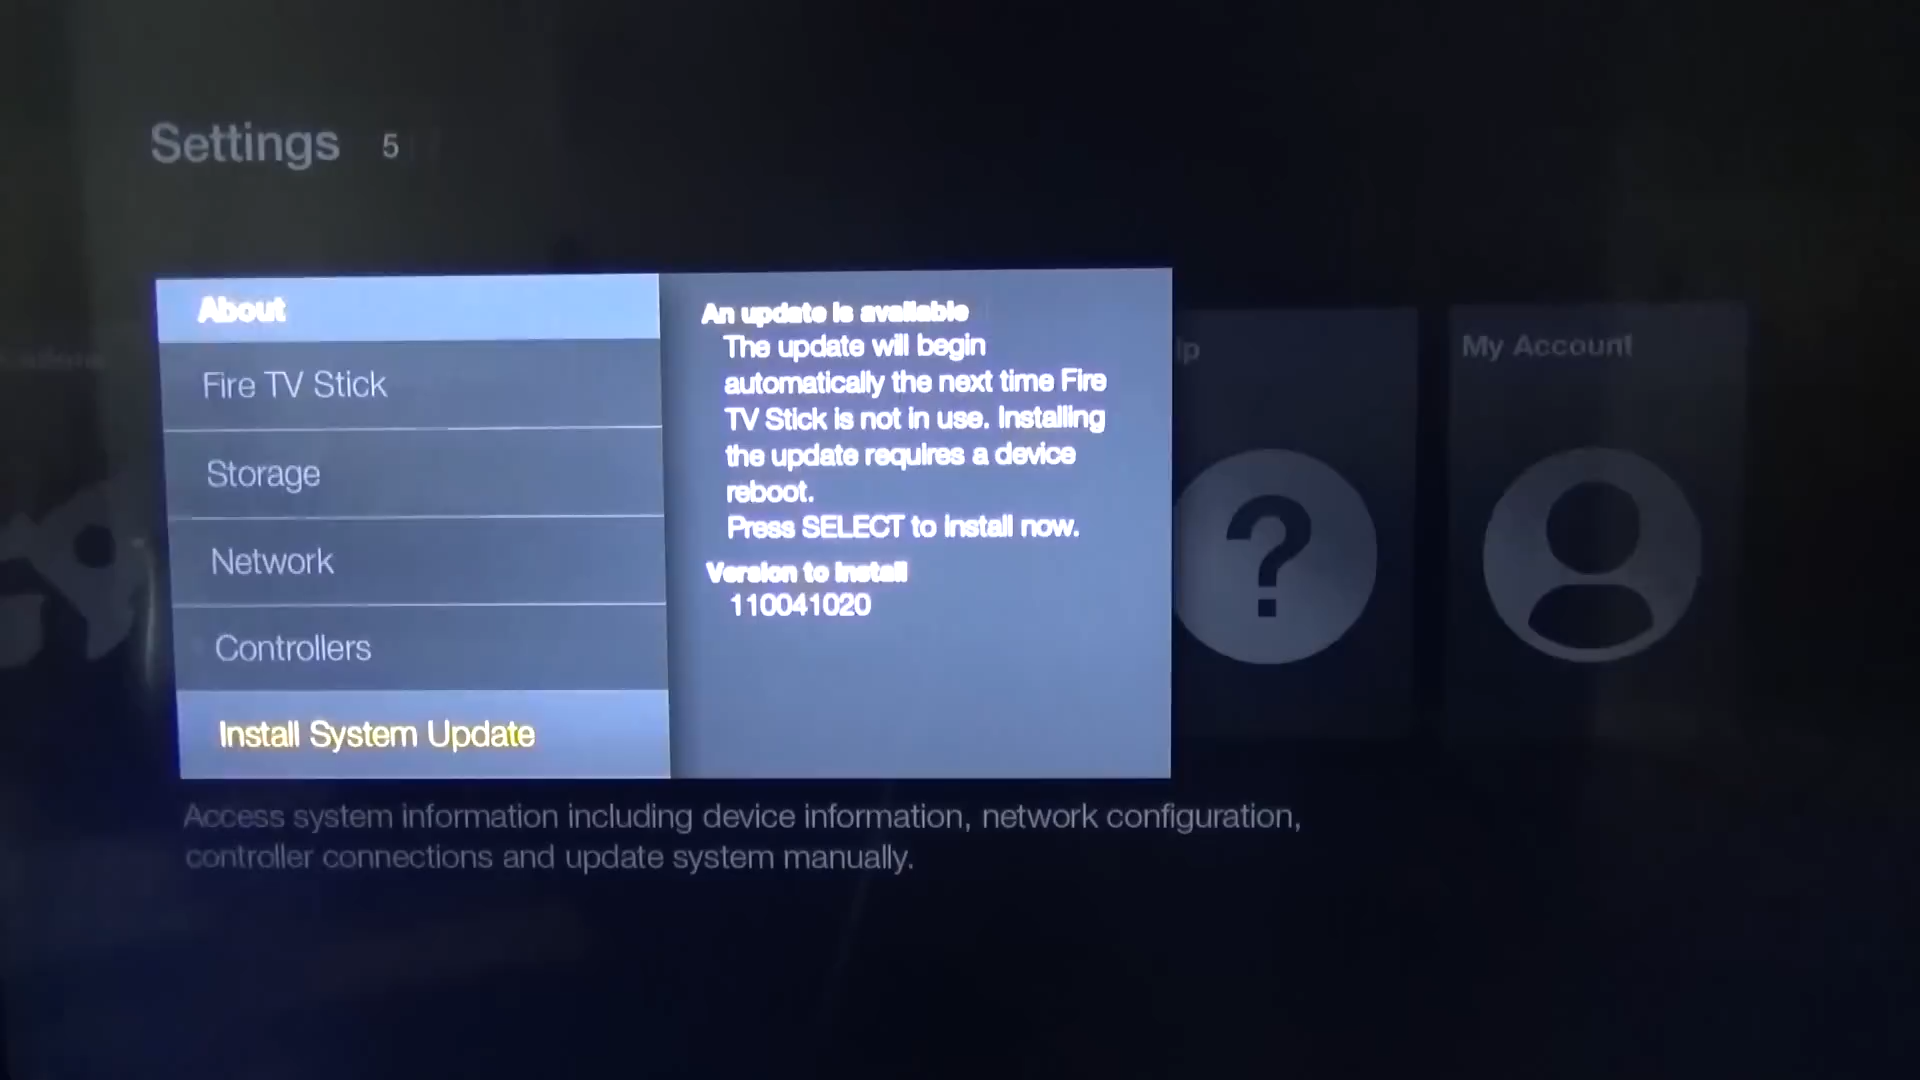 Settings 5
About
Fire TV Stick
Storage
Network
Controllers
Install System Update
An update is available
The update will begin
automatically the next time Fire
TV Stick is not in use. Installing
the update requires a device
reboot.
Press SELECT to install now.
Version to install
110041020
lp
My Account
Access system information including device information, network configuration,
controller connections and update system manually.